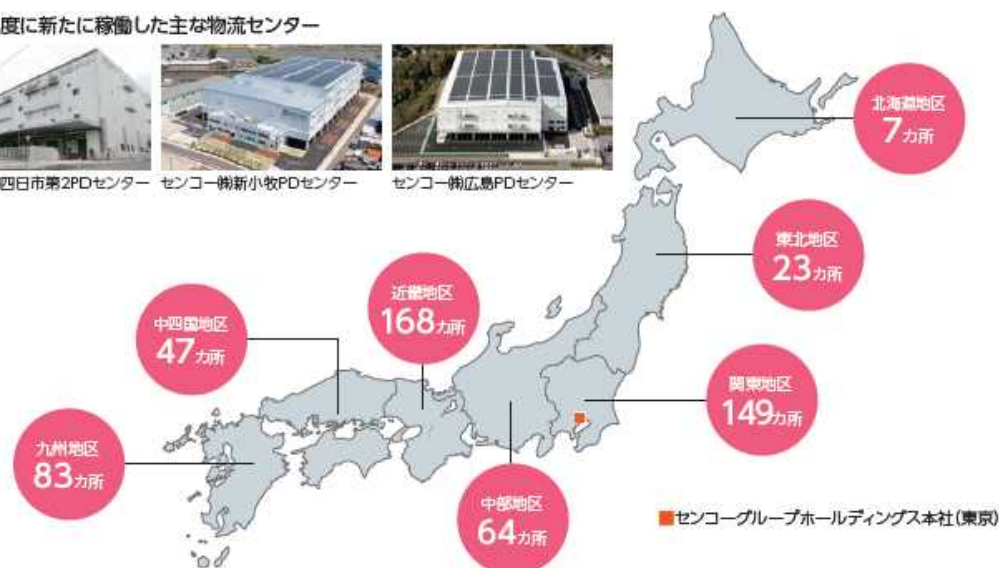 度に新たに稼働した主な物流センター
四日市第2PDセンター
センコー㈱新小牧PDセンター
センコー㈱広島PDセンター
北海道地区
7カ所
東北地区
23カ所
近畿地区
168カ所
中四国地区
47カ所
関東地区
149カ所
九州地区
83カ所
中部地区
64カ所
センコーグループホールディングス本社(東京)